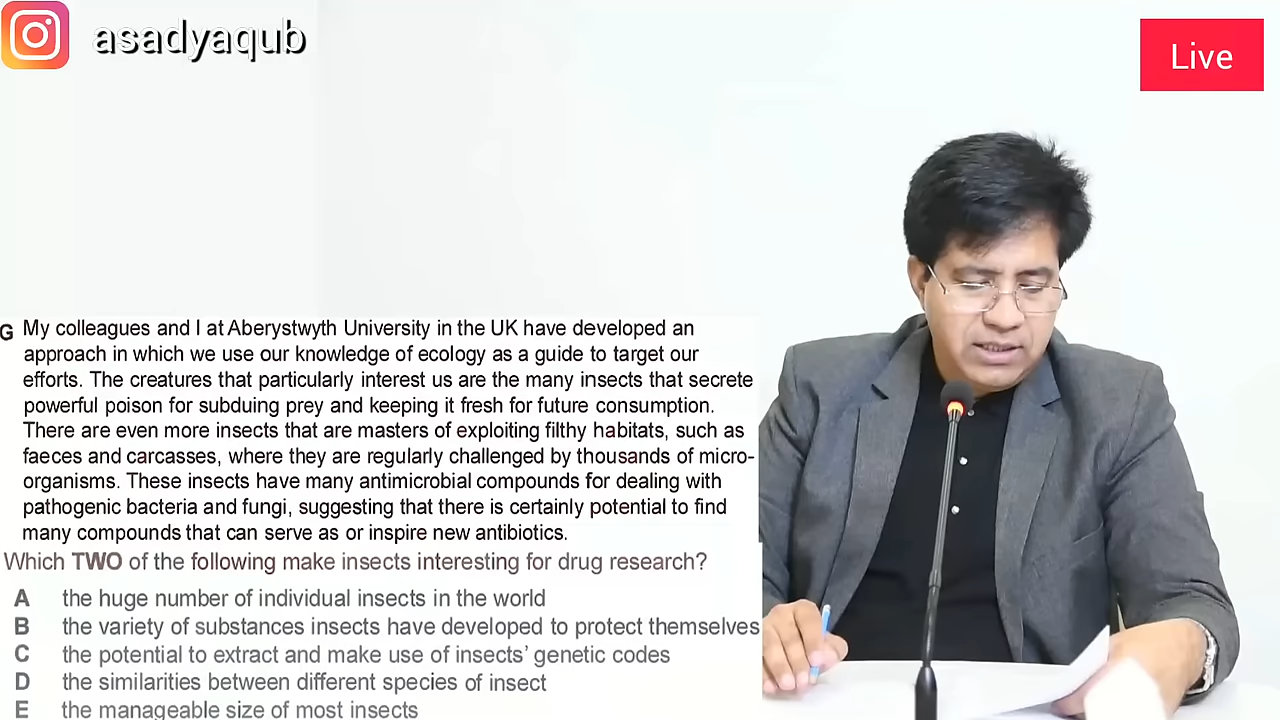 asadyaqub
Live
G My colleagues and I at Aberystwyth University in the UK have developed an
approach in which we use our knowledge of ecology as a guide to target our
efforts. The creatures that particularly interest us are the many insects that secrete
powerful poison for subduing prey and keeping it fresh for future consumption.
There are even more insects that are masters of exploiting filthy habitats, such as
faeces and carcasses, where they are regularly challenged by thousands of micro-
organisms. These insects have many antimicrobial compounds for dealing with
pathogenic bacteria and fungi, suggesting that there is certainly potential to find
many compounds that can serve as or inspire new antibiotics.
Which TWO of the following make insects interesting for drug research?
A the huge number of individual insects in the world
B the variety of substances insects have developed to protect themselves
C the potential to extract and make use of insects' genetic codes
D the similarities between different species of insect
E the manageable size of most insects